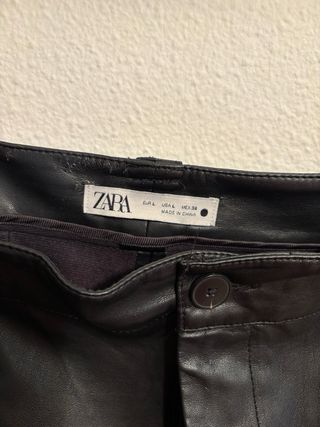 ZARA
EUR L USA L MEX 38
MADE IN CHINA